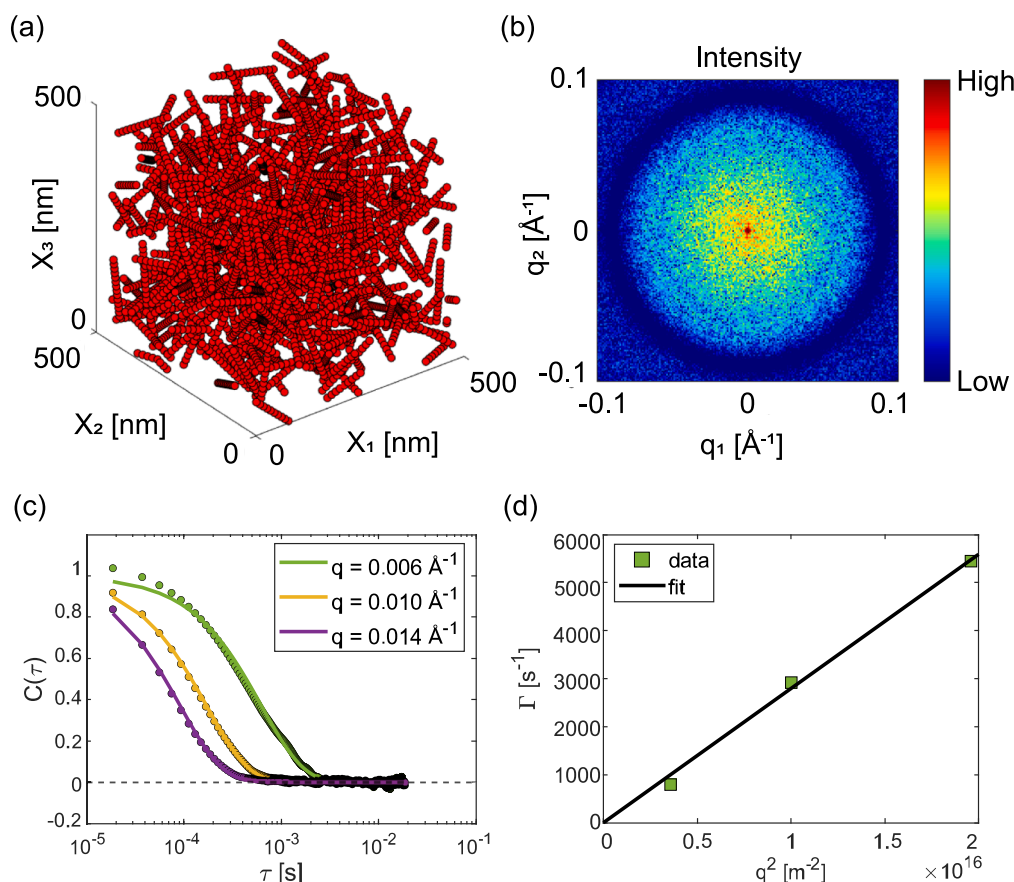 (a)
500
X₃ [nm]
0
500
X₂ [nm]
0
0
X₁ [nm]
500
(b)
Intensity
0.1
q₂ [Å⁻¹]
0
-0.1
-0.1
0
0.1
q₁ [Å⁻¹]
High
Low
(c)
C(τ)
1
0.8
0.6
0.4
0.2
0
-0.2
10⁻⁵
10⁻⁴
10⁻³
10⁻²
10⁻¹
τ [s]
q = 0.006 Å⁻¹
q = 0.010 Å⁻¹
q = 0.014 Å⁻¹
(d)
Γ [s⁻¹]
6000
5000
4000
3000
2000
1000
0
0
0.5
1
1.5
2
×10¹⁶
q² [m⁻²]
data
fit